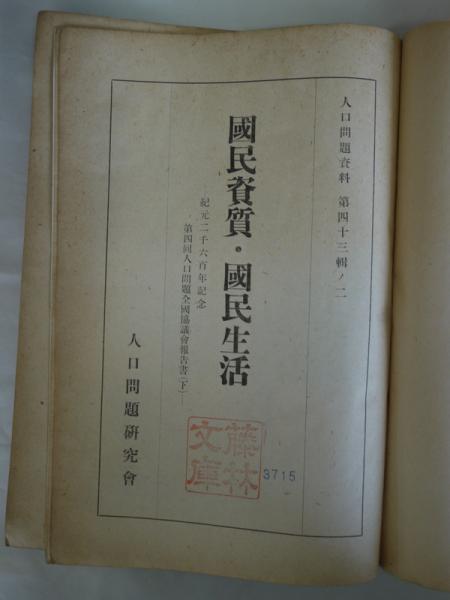 人口問題資料 第四十三輯ノ二
國民資質・國民生活
紀元二千六百年記念
第四回人口問題全國協議會報告書(下)
人口問題研究會
藤林
文庫
3715